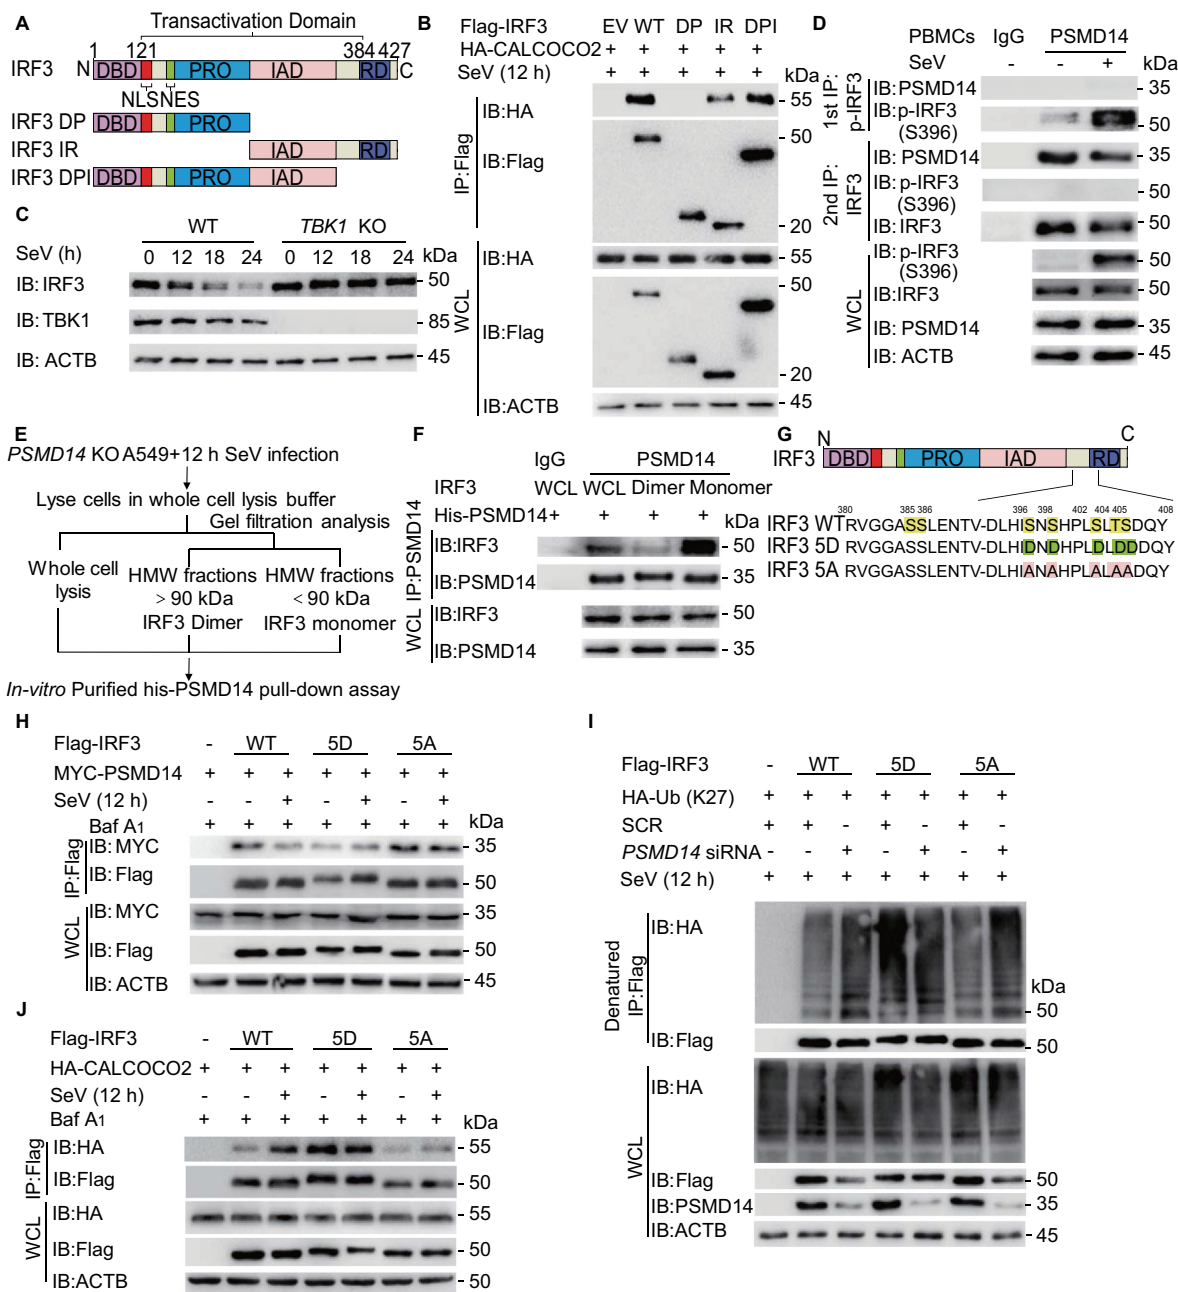 A
Transactivation Domain
1 121 384 427
IRF3 N DBD PRO IAD RD C
NLS NES
IRF3 DP DBD PRO
IRF3 IR IAD RD
IRF3 DPI DBD PRO IAD
B
Flag-IRF3 EV WT DP IR DPI
HA-CALCOCO2 + + + + +
SeV (12 h) + + + + + kDa
IP:Flag
IB:HA 55
IB:Flag 50
20
WCL
IB:HA 55
IB:Flag 50
20
IB:ACTB 45
C
WT TBK1 KO
SeV (h) 0 12 18 24 0 12 18 24 kDa
IB: IRF3 50
IB: TBK1 85
IB: ACTB 45
D
PBMCs IgG PSMD14
SeV - - + kDa
1st IP: p-IRF3
IB:PSMD14 35
IB:p-IRF3 (S396) 50
2nd IP: IRF3
IB: PSMD14 35
IB: p-IRF3 (S396) 50
IB: IRF3 50
WCL
IB: p-IRF3 (S396) 50
IB:IRF3 50
IB: PSMD14 35
IB: ACTB 45
E
PSMD14 KO A549+12 h SeV infection
Lyse cells in whole cell lysis buffer
Gel filtration analysis
Whole cell lysis
HMW fractions > 90 kDa IRF3 Dimer
HMW fractions < 90 kDa IRF3 monomer
In-vitro Purified his-PSMD14 pull-down assay
F
IgG PSMD14
IRF3 WCL WCL Dimer Monomer
His-PSMD14 + + + + kDa
IP:PSMD14
IB:IRF3 50
IB:PSMD14 35
WCL
IB:IRF3 50
IB:PSMD14 35
G
N C
IRF3 DBD PRO IAD RD
380 385 386 396 398 402 404 405 408
IRF3 WT RVGGASSLENTV-DLHISNSHPLSLTSDQY
IRF3 5D RVGGASSLENTV-DLHIDNDHPLDLDDDQY
IRF3 5A RVGGASSLENTV-DLHIANAHPLALAADQY
H
Flag-IRF3 - WT 5D 5A
MYC-PSMD14 + + + + + + +
SeV (12 h) - - + - + - +
Baf A1 + + + + + + + kDa
IP:Flag
IB: MYC 35
IB: Flag 50
WCL
IB: MYC 35
IB: Flag 50
IB: ACTB 45
I
Flag-IRF3 - WT 5D 5A
HA-Ub (K27) + + + + + + +
SCR + + - + - + -
PSMD14 siRNA - - + - + - +
SeV (12 h) + + + + + + +
Denatured IP:Flag
IB:HA kDa
50
IB:Flag 50
WCL
IB:HA
IB:Flag 50
IB:PSMD14 35
IB:ACTB 45
J
Flag-IRF3 - WT 5D 5A
HA-CALCOCO2 + + + + + + +
SeV (12 h) - - + - + - +
Baf A1 + + + + + + + kDa
IP:Flag
IB:HA 55
IB:Flag 50
WCL
IB:HA 55
IB:Flag 50
IB:ACTB 50